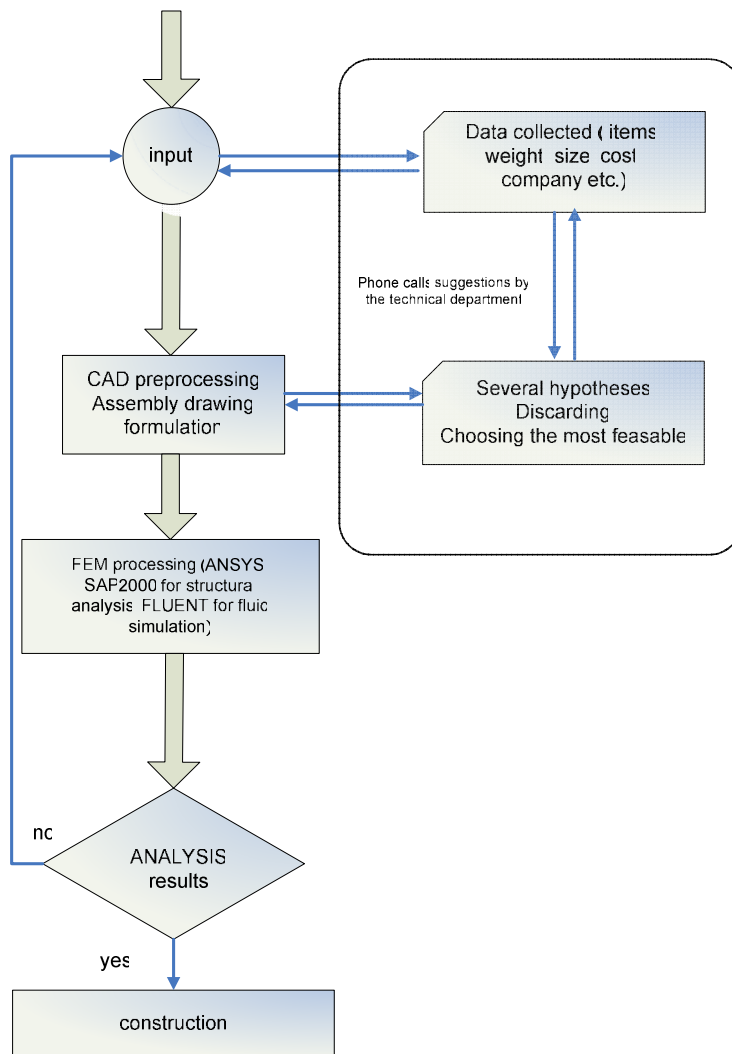 input
Data collected ( items
weight size cost
company etc.)
Phone calls suggestions by
the technical department
CAD preprocessing
Assembly drawing
formulation
Several hypotheses
Discarding
Choosing the most feasable
FEM processing (ANSYS
SAP2000 for structura
analysis FLUENT for fluid
simulation)
no
ANALYSIS
results
yes
construction